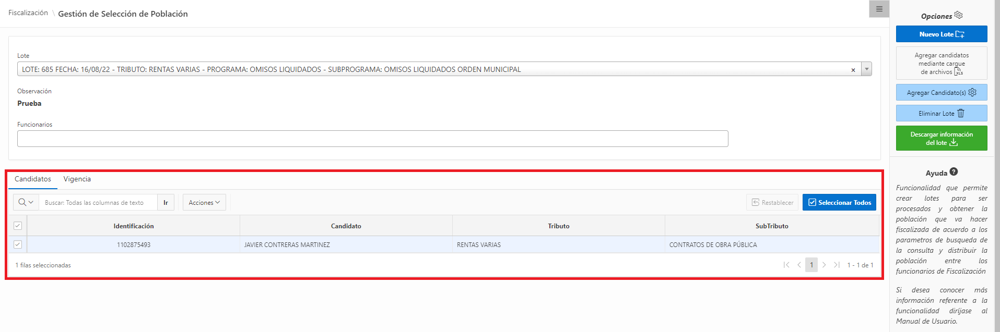 Fiscalización \ Gestión de Selección de Población
Lote
LOTE: 685 FECHA: 16/08/22 - TRIBUTO: RENTAS VARIAS - PROGRAMA: OMISOS LIQUIDADOS - SUBPROGRAMA: OMISOS LIQUIDADOS ORDEN MUNICIPAL
Observación
Prueba
Funcionarios
Candidatos Vigencia
Buscar: Todas las columnas de texto Ir Acciones Restablecer Seleccionar Todos
Identificación Candidato Tributo SubTributo
1102875493 JAVIER CONTRERAS MARTINEZ RENTAS VARIAS CONTRATOS DE OBRA PÚBLICA
1 filas seleccionadas 1 1 - 1 de 1
Opciones
Nuevo Lote
Agregar candidatos
mediante cargue
de archivos XLS
Agregar Candidato(s)
Eliminar Lote
Descargar información
del lote
Ayuda ?
Funcionalidad que permite
crear lotes para ser
procesados y obtener la
población que va hacer
fiscalizada de acuerdo a los
parametros de busqueda de
la consulta y distribuir la
población entre los
funcionarios de Fiscalización
Si desea conocer más
información referente a la
funcionalidad diríjase al
Manual de Usuario.